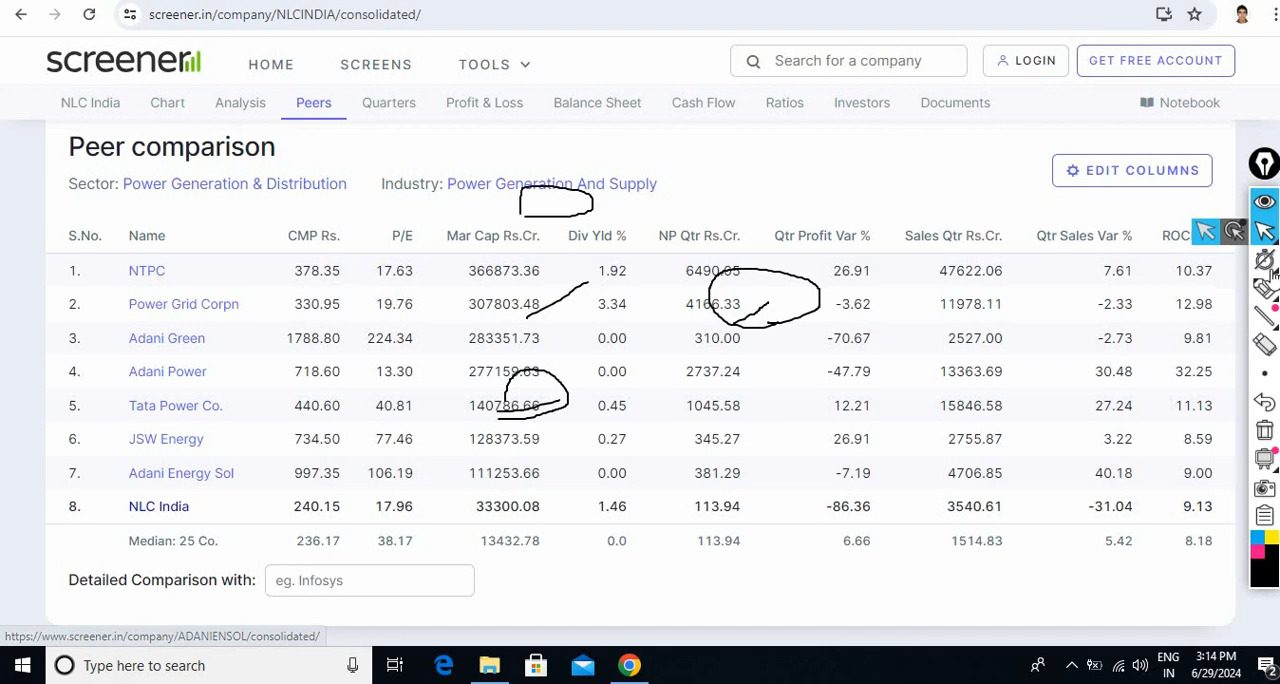 screener.in/company/NLCINDIA/consolidated/
screener HOME SCREENS TOOLS Search for a company LOGIN GET FREE ACCOUNT
NLC India Chart Analysis Peers Quarters Profit & Loss Balance Sheet Cash Flow Ratios Investors Documents Notebook
Peer comparison
Sector: Power Generation & Distribution Industry: Power Generation And Supply EDIT COLUMNS
S.No. Name CMP Rs. P/E Mar Cap Rs.Cr. Div Yld % NP Qtr Rs.Cr. Qtr Profit Var % Sales Qtr Rs.Cr. Qtr Sales Var % ROC
1. NTPC 378.35 17.63 366873.36 1.92 6490.05 26.91 47622.06 7.61 10.37
2. Power Grid Corpn 330.95 19.76 307803.48 3.34 4166.33 -3.62 11978.11 -2.33 12.98
3. Adani Green 1788.80 224.34 283351.73 0.00 310.00 -70.67 2527.00 -2.73 9.81
4. Adani Power 718.60 13.30 277159.63 0.00 2737.24 -47.79 13363.69 30.48 32.25
5. Tata Power Co. 440.60 40.81 140786.66 0.45 1045.58 12.21 15846.58 27.24 11.13
6. JSW Energy 734.50 77.46 128373.59 0.27 345.27 26.91 2755.87 3.22 8.59
7. Adani Energy Sol 997.35 106.19 111253.66 0.00 381.29 -7.19 4706.85 40.18 9.00
8. NLC India 240.15 17.96 33300.08 1.46 113.94 -86.36 3540.61 -31.04 9.13
Median: 25 Co. 236.17 38.17 13432.78 0.0 113.94 6.66 1514.83 5.42 8.18
Detailed Comparison with: eg. Infosys
https://www.screener.in/company/ADANIENSOL/consolidated/
Type here to search ENG IN 3:14 PM 6/29/2024 2